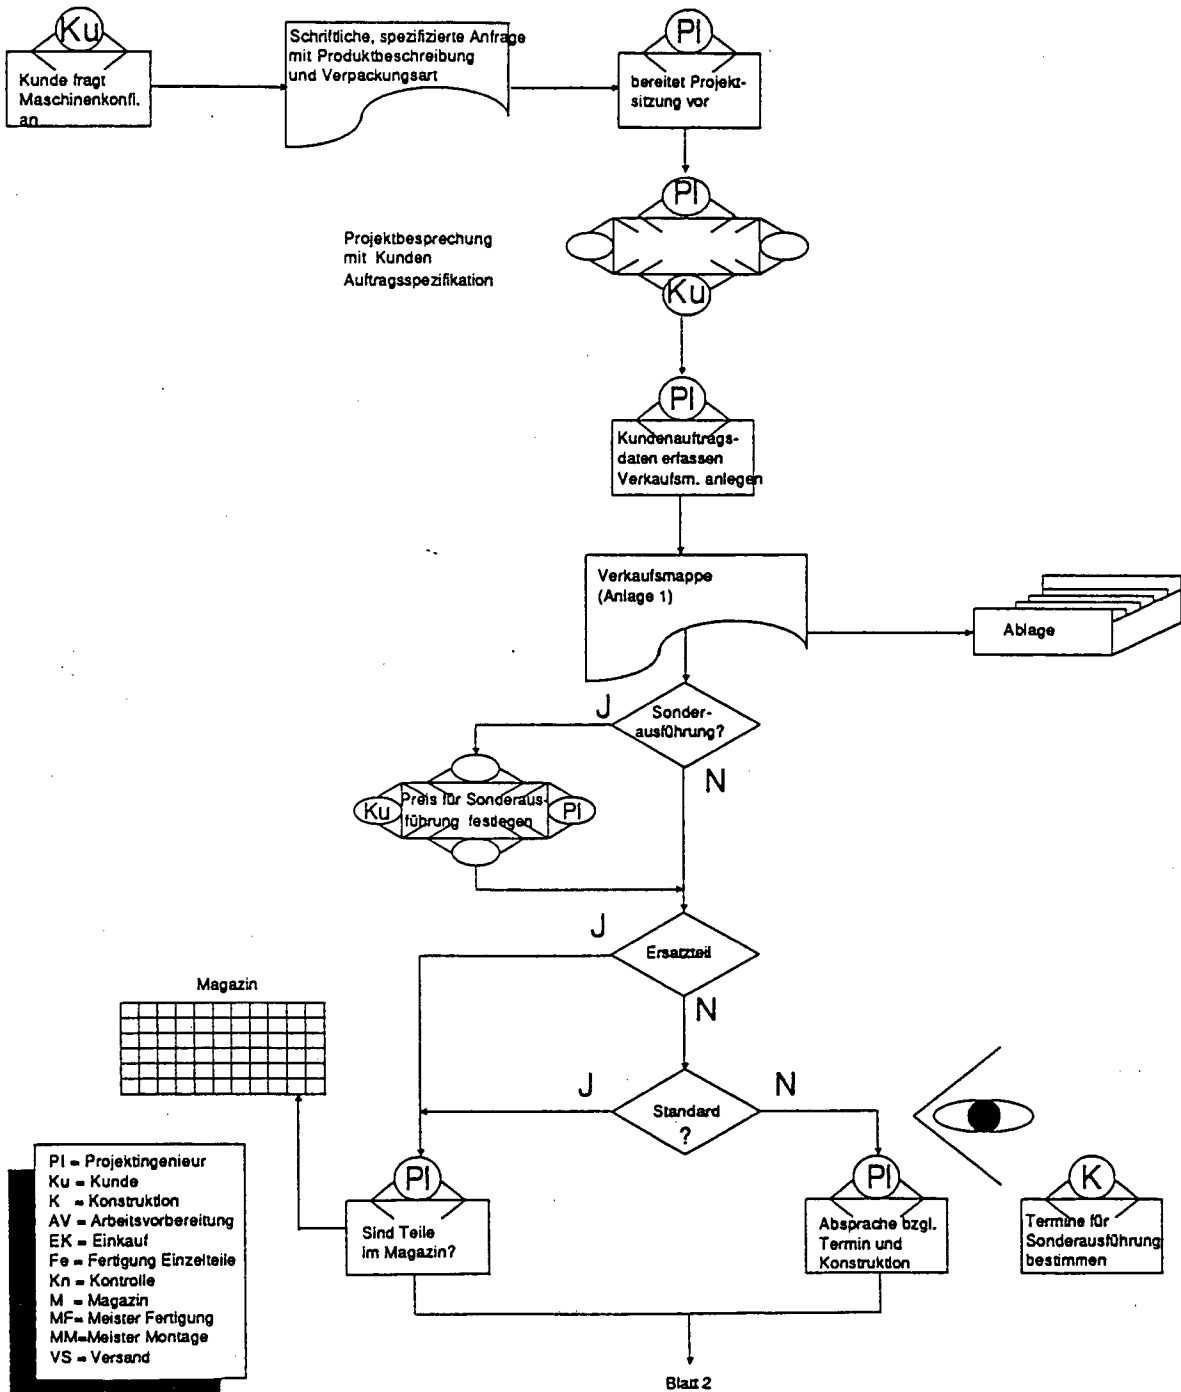 Ku
Kunde fragt
Maschinenkonfi.
an
Schriftliche, spezifizierte Anfrage
mit Produktbeschreibung
und Verpackungsart
PI
bereitet Projekt-
sitzung vor
PI
Projektbesprechung
mit Kunden
Auftragsspezifikation
Ku
PI
Kundenauftrags-
daten erfassen
Verkaufsm. anlegen
Verkaufsmappe
(Anlage 1)
Ablage
J
Sonder-
ausführung?
N
Ku
Preis für Sonderaus-
führung festlegen
PI
J
Ersatzteil
N
Magazin
J
Standard
?
N
PI
Sind Teile
im Magazin?
PI
Absprache bzgl.
Termin und
Konstruktion
K
Termine für
Sonderausführung
bestimmen
PI = Projektingenieur
Ku = Kunde
K = Konstruktion
AV = Arbeitsvorbereitung
EK = Einkauf
Fe = Fertigung Einzelteile
Kn = Kontrolle
M = Magazin
MF= Meister Fertigung
MM=Meister Montage
VS = Versand
Blatt 2